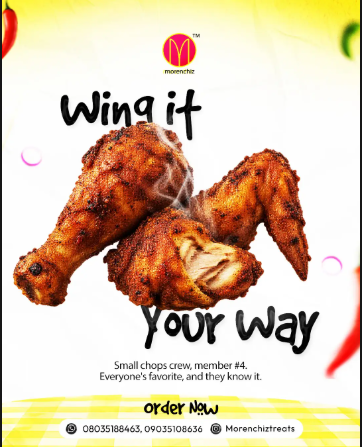 TM
morenchiz
Wing it
Your Way
Small chops crew, member #4.
Everyone's favorite, and they know it.
Order Now
08035188463, 09035108636 Morenchiztreats